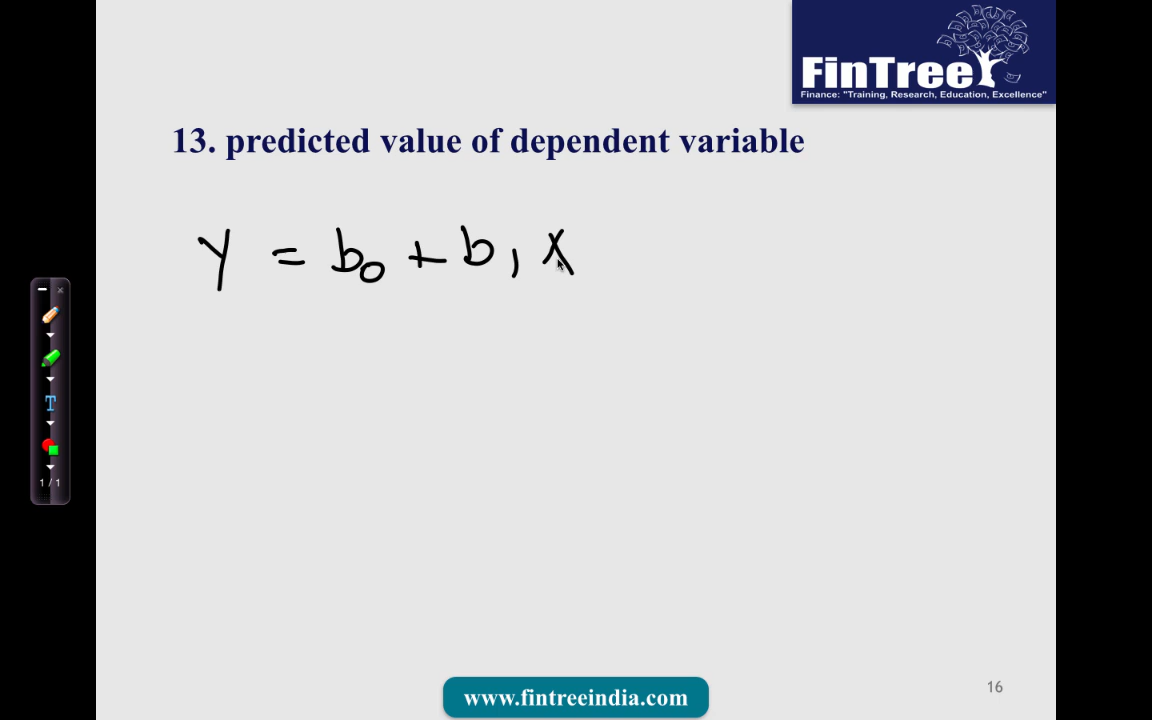 FinTree
Finance: "Training, Research, Education, Excellence"
13. predicted value of dependent variable
y = b₀ + b₁ x
T
1 / 1
www.fintreeindia.com
16